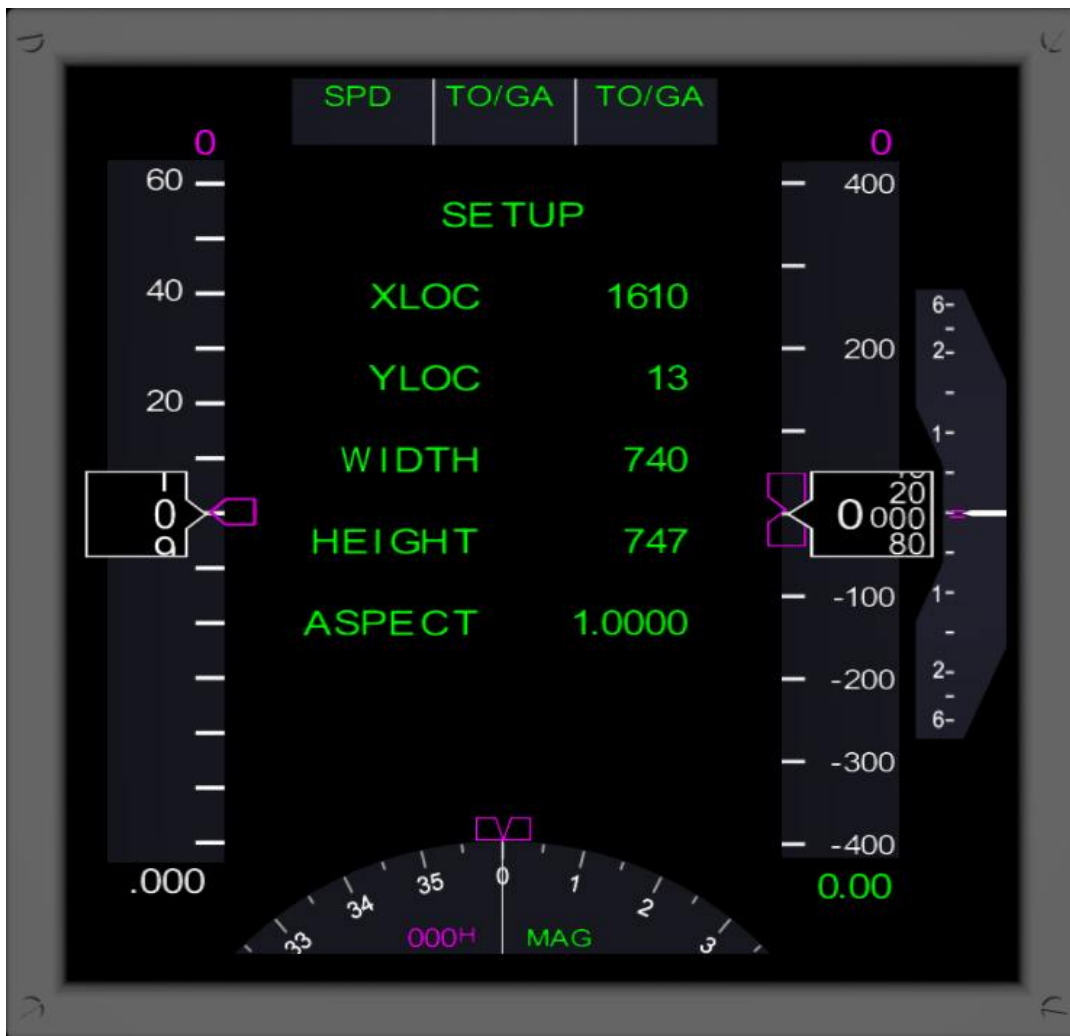 SPD TO/GA TO/GA
0 0
60 400
SETUP
40 XLOC 1610 6-
200 2-
YLOC 13
20
1-
WIDTH 740
20
0 0 000
9 80
HEIGHT 747
-100 1-
ASPECT 1.0000
-200 2-
6-
-300
-400
.000 35 0 1 0.00
34 2
33 000H MAG 3